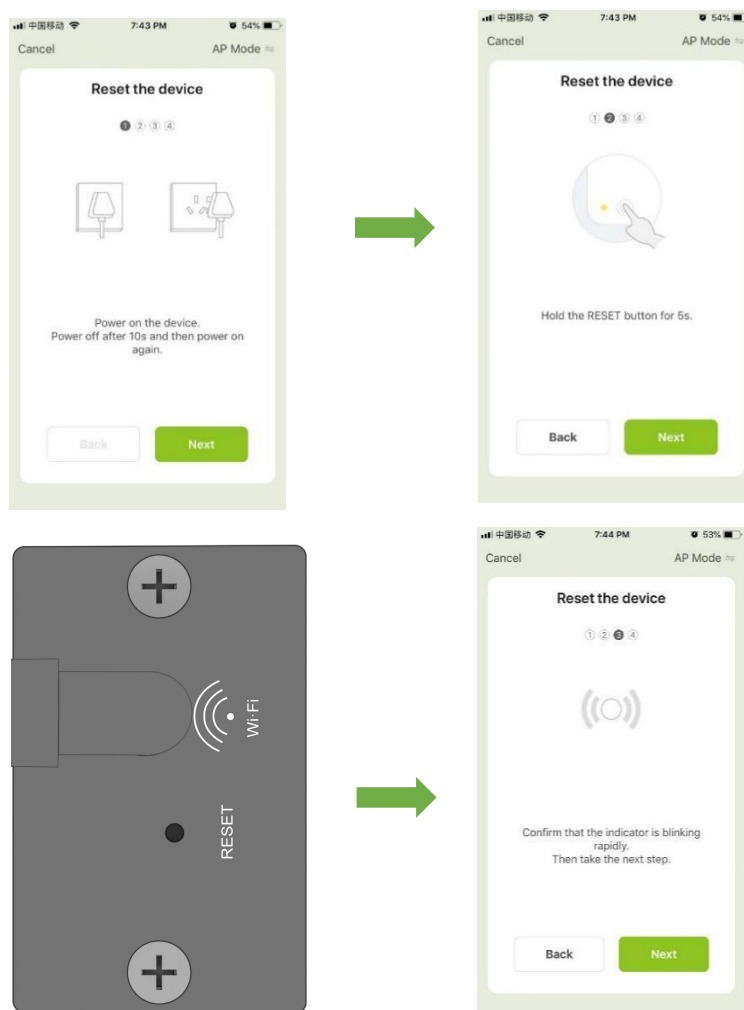 中国移动 7:43 PM 54%
Cancel AP Mode
Reset the device
1 2 3 4
Power on the device.
Power off after 10s and then power on
again.
Back Next
中国移动 7:43 PM 54%
Cancel AP Mode
Reset the device
1 2 3 4
Hold the RESET button for 5s.
Back Next
Wi-Fi
RESET
中国移动 7:44 PM 53%
Cancel AP Mode
Reset the device
1 2 3 4
Confirm that the indicator is blinking
rapidly.
Then take the next step.
Back Next